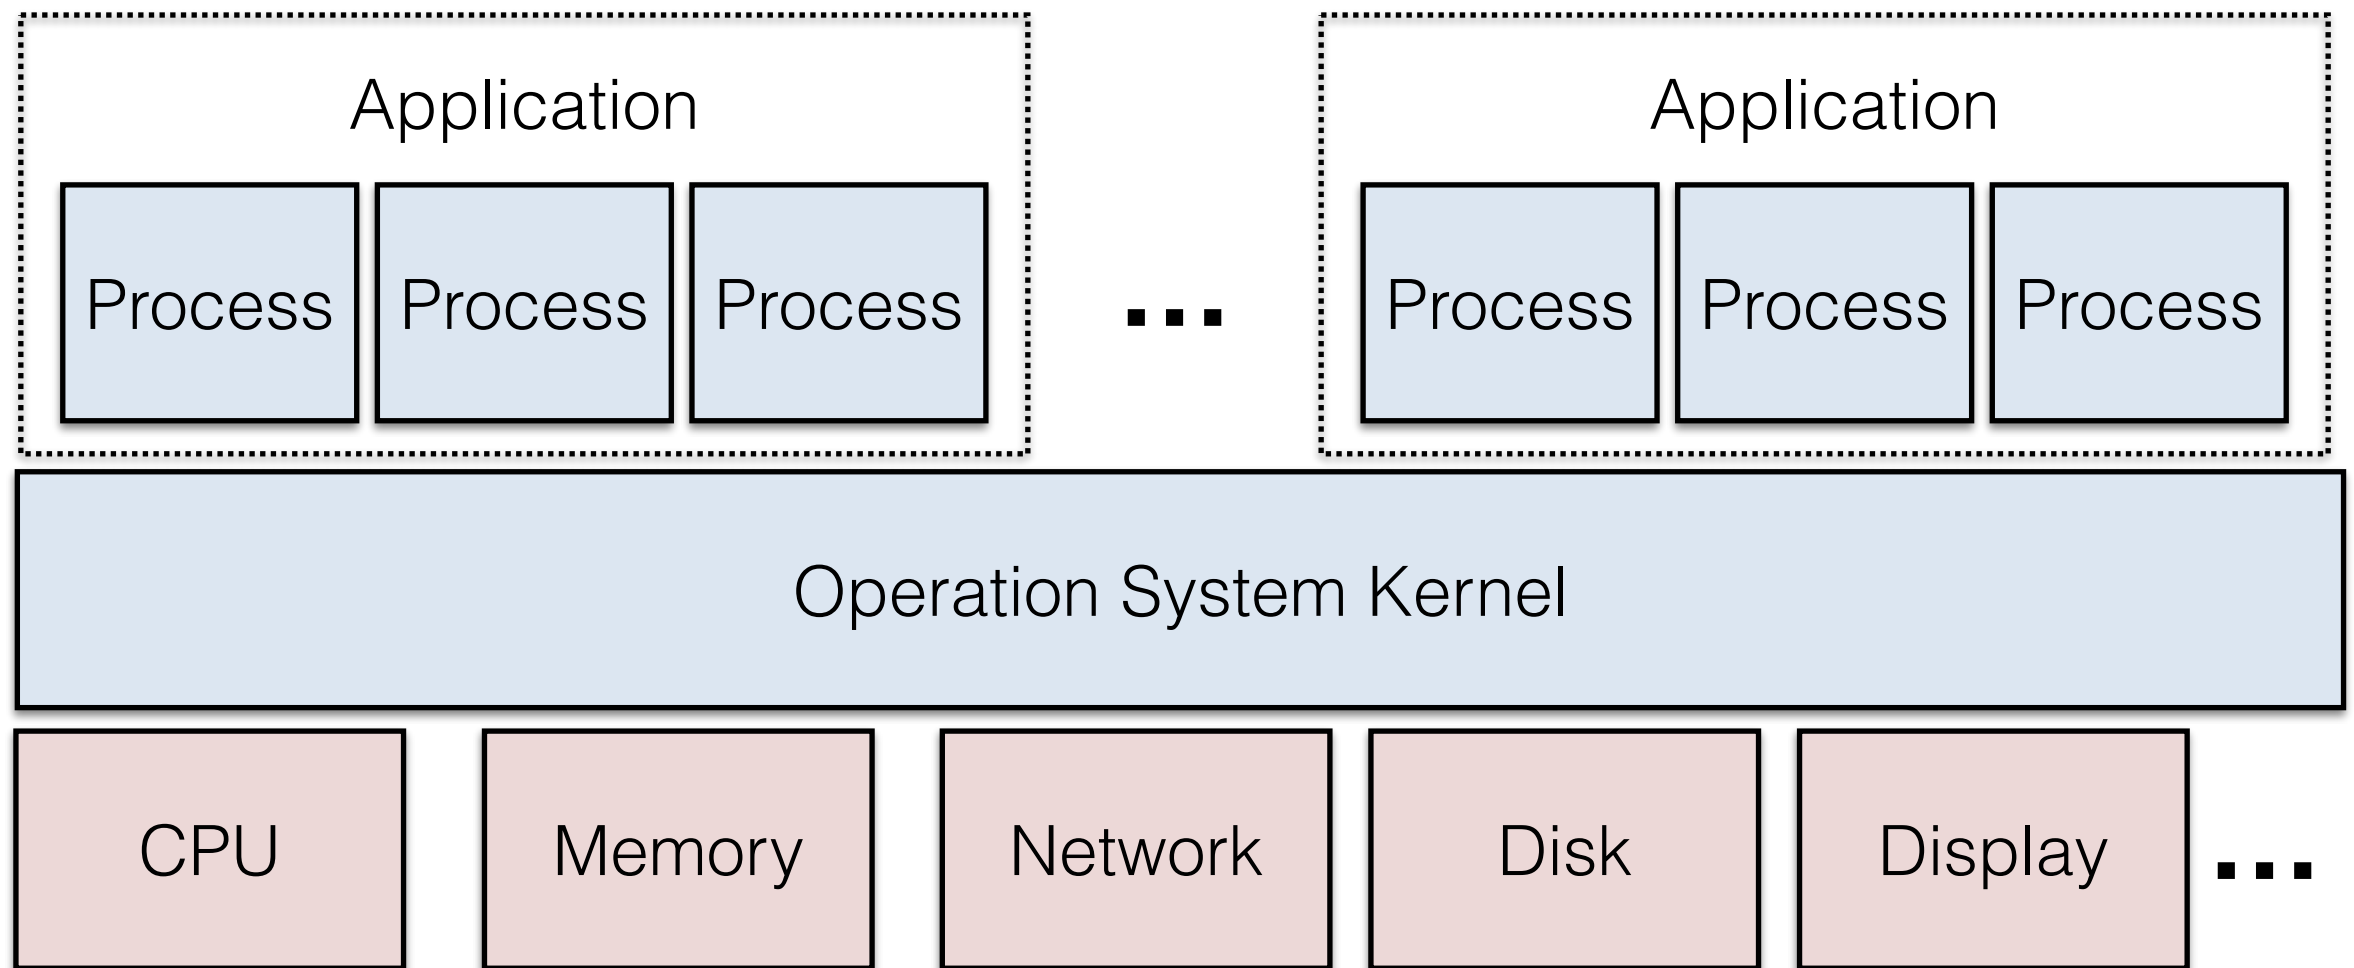 Application
Application
Process Process Process ... Process Process Process
Operation System Kernel
CPU Memory Network Disk Display ...